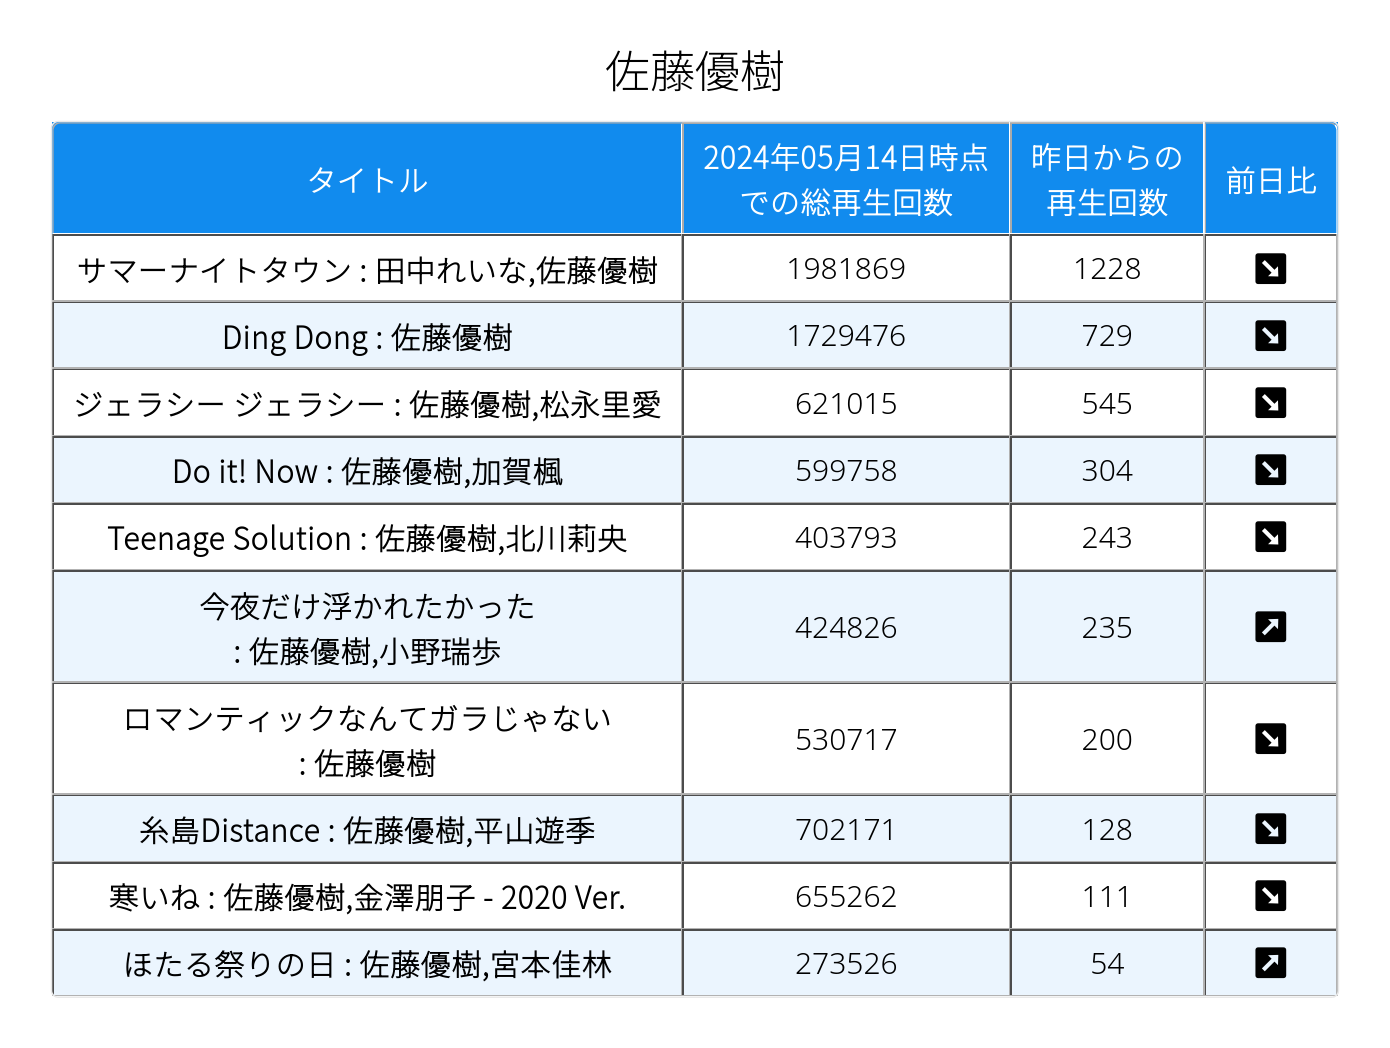 佐藤優樹
タイトル
2024年05月14日時点
での総再生回数
昨日からの
再生回数
前日比
サマーナイトタウン : 田中れいな,佐藤優樹
1981869
1228
Ding Dong : 佐藤優樹
1729476
729
ジェラシー ジェラシー : 佐藤優樹,松永里愛
621015
545
Do it! Now : 佐藤優樹,加賀楓
599758
304
Teenage Solution : 佐藤優樹,北川莉央
403793
243
今夜だけ浮かれたかった
: 佐藤優樹,小野瑞歩
424826
235
ロマンティックなんてガラじゃない
: 佐藤優樹
530717
200
糸島Distance : 佐藤優樹,平山遊季
702171
128
寒いね : 佐藤優樹,金澤朋子 - 2020 Ver.
655262
111
ほたる祭りの日 : 佐藤優樹,宮本佳林
273526
54